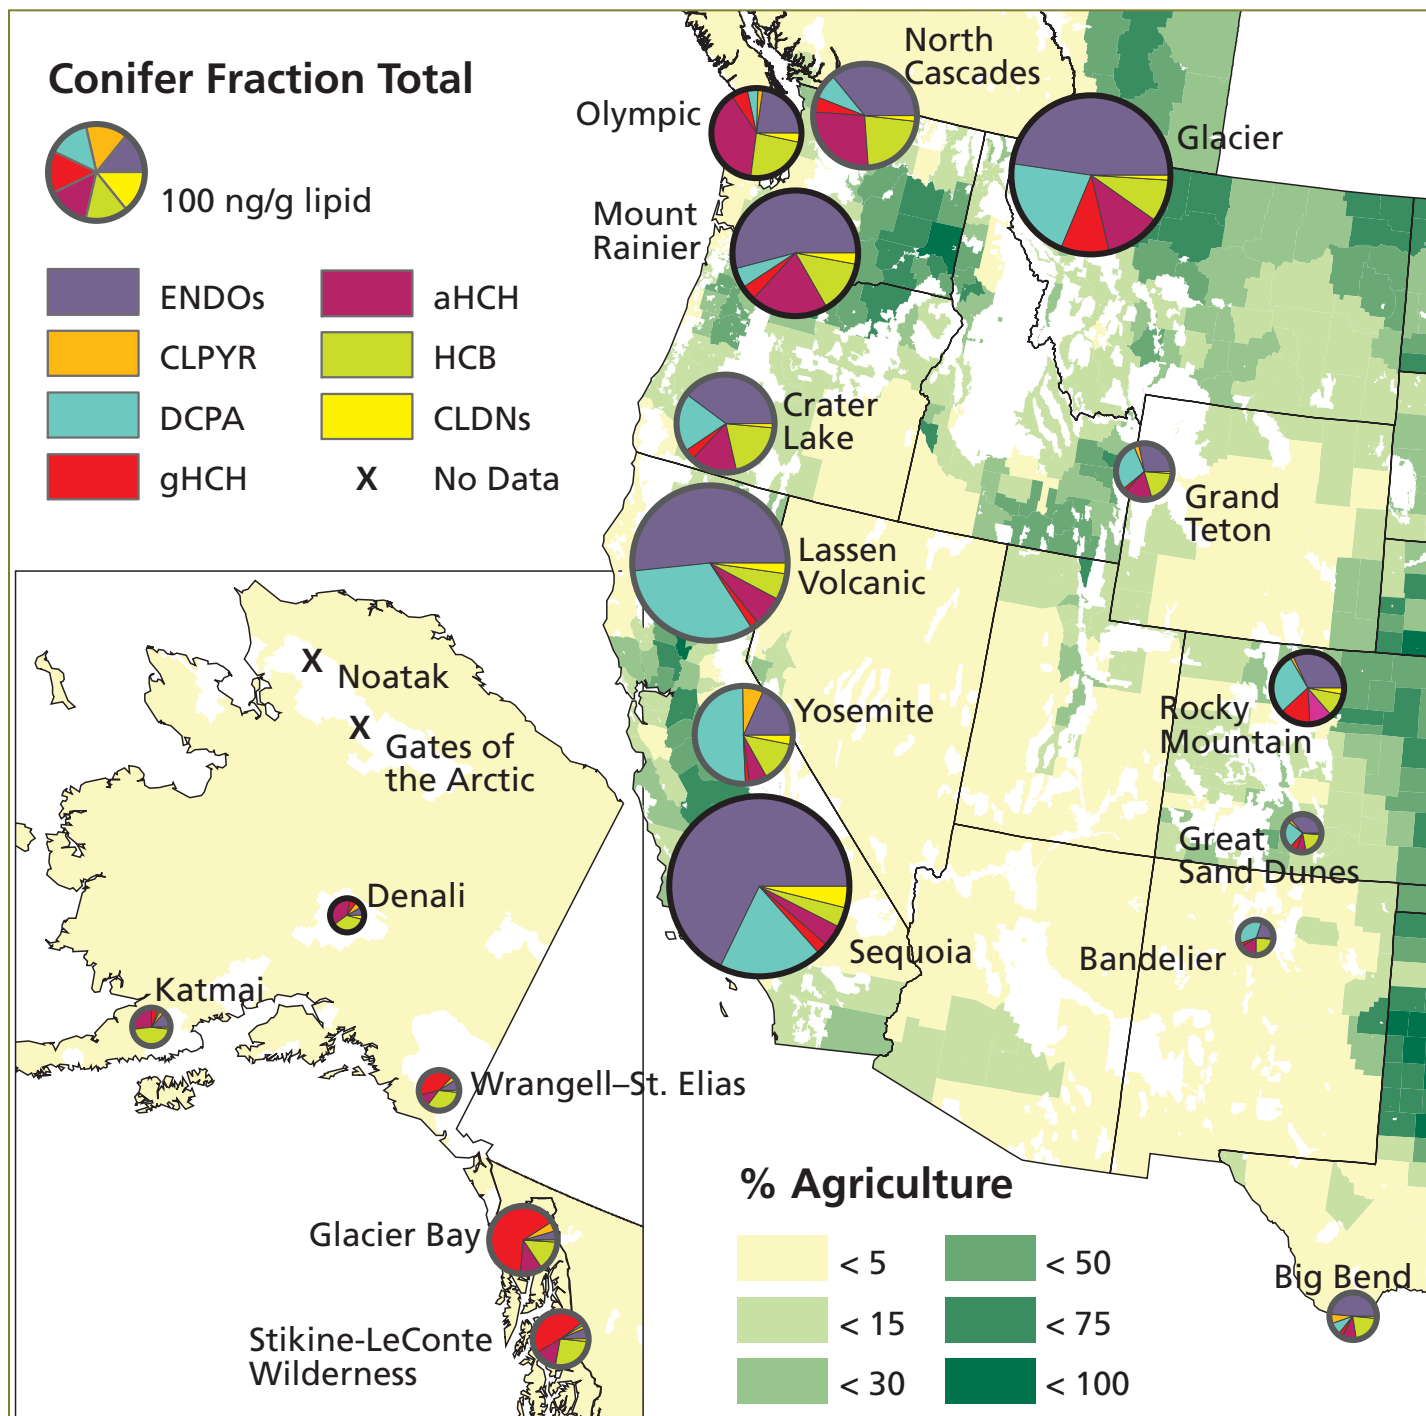 Conifer Fraction Total
100 ng/g lipid
ENDOs
CLPYR
DCPA
gHCH
aHCH
HCB
CLDNs
X No Data
North
Cascades
Olympic
Glacier
Mount
Rainier
Crater
Lake
Grand
Teton
Lassen
Volcanic
Yosemite
Rocky
Mountain
Great
Sand Dunes
Sequoia
Bandelier
Big Bend
X
Noatak
X
Gates of
the Arctic
Denali
Katmai
Wrangell–St. Elias
Glacier Bay
Stikine-LeConte
Wilderness
% Agriculture
< 5
< 15
< 30
< 50
< 75
< 100